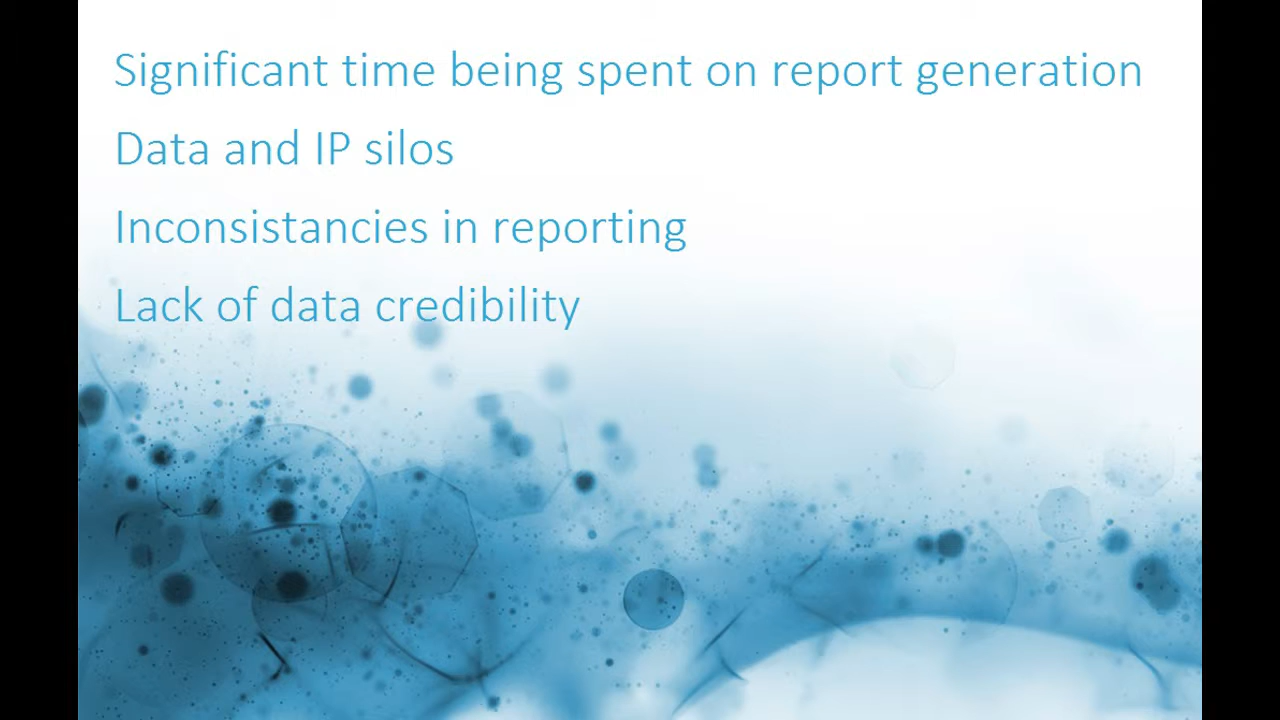 Significant time being spent on report generation
Data and IP silos
Inconsistancies in reporting
Lack of data credibility